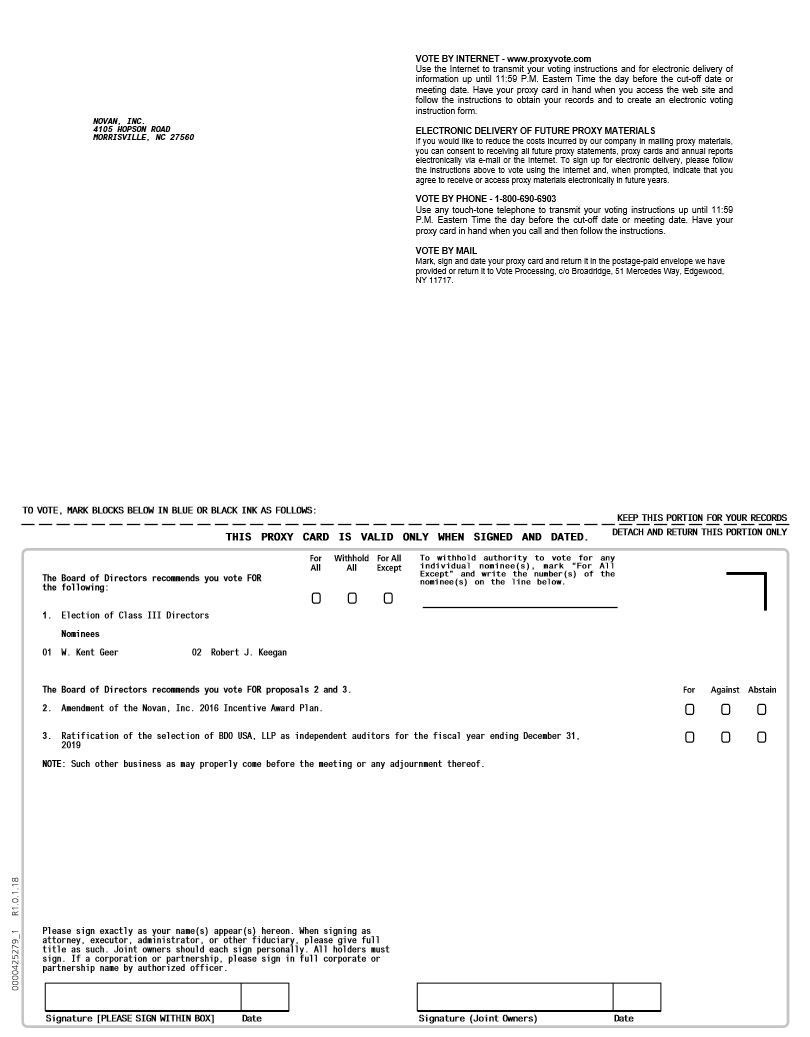 VOTE BY INTERNET - www.proxyvote.com
Use the Internet to transmit your voting instructions and for electronic delivery of
information up until 11:59 P.M. Eastern Time the day before the cut-off date or
meeting date. Have your proxy card in hand when you access the web site and
follow the instructions to obtain your records and to create an electronic voting
instruction form.
NOVAN, INC.
4105 HOPSON ROAD
MORRISVILLE, NC 27560
ELECTRONIC DELIVERY OF FUTURE PROXY MATERIALS
If you would like to reduce the costs incurred by our company in mailing proxy materials,
you can consent to receiving all future proxy statements, proxy cards and annual reports
electronically via e-mail or the Internet. To sign up for electronic delivery, please follow
the instructions above to vote using the Internet and, when prompted, indicate that you
agree to receive or access proxy materials electronically in future years.
VOTE BY PHONE - 1-800-690-6903
Use any touch-tone telephone to transmit your voting instructions up until 11:59
P.M. Eastern Time the day before the cut-off date or meeting date. Have your
proxy card in hand when you call and then follow the instructions.
VOTE BY MAIL
Mark, sign and date your proxy card and return it in the postage-paid envelope we have
provided or return it to Vote Processing, c/o Broadridge, 51 Mercedes Way, Edgewood,
NY 11717.
TO VOTE, MARK BLOCKS BELOW IN BLUE OR BLACK INK AS FOLLOWS:
KEEP THIS PORTION FOR YOUR RECORDS
DETACH AND RETURN THIS PORTION ONLY
THIS PROXY CARD IS VALID ONLY WHEN SIGNED AND DATED.
The Board of Directors recommends you vote FOR
the following:
For
All
Withhold
All
For All
Except
To withhold authority to vote for any
individual nominee(s), mark "For All
Except" and write the number(s) of the
nominee(s) on the line below.
1. Election of Class III Directors
Nominees
01 W. Kent Geer 02 Robert J. Keegan
The Board of Directors recommends you vote FOR proposals 2 and 3. For Against Abstain
2. Amendment of the Novan, Inc. 2016 Incentive Award Plan.
3. Ratification of the selection of BDO USA, LLP as independent auditors for the fiscal year ending December 31,
2019
NOTE: Such other business as may properly come before the meeting or any adjournment thereof.
0000425279_1 R1.0.1.18
Please sign exactly as your name(s) appear(s) hereon. When signing as
attorney, executor, administrator, or other fiduciary, please give full
title as such. Joint owners should each sign personally. All holders must
sign. If a corporation or partnership, please sign in full corporate or
partnership name by authorized officer.
Signature [PLEASE SIGN WITHIN BOX] Date Signature (Joint Owners) Date